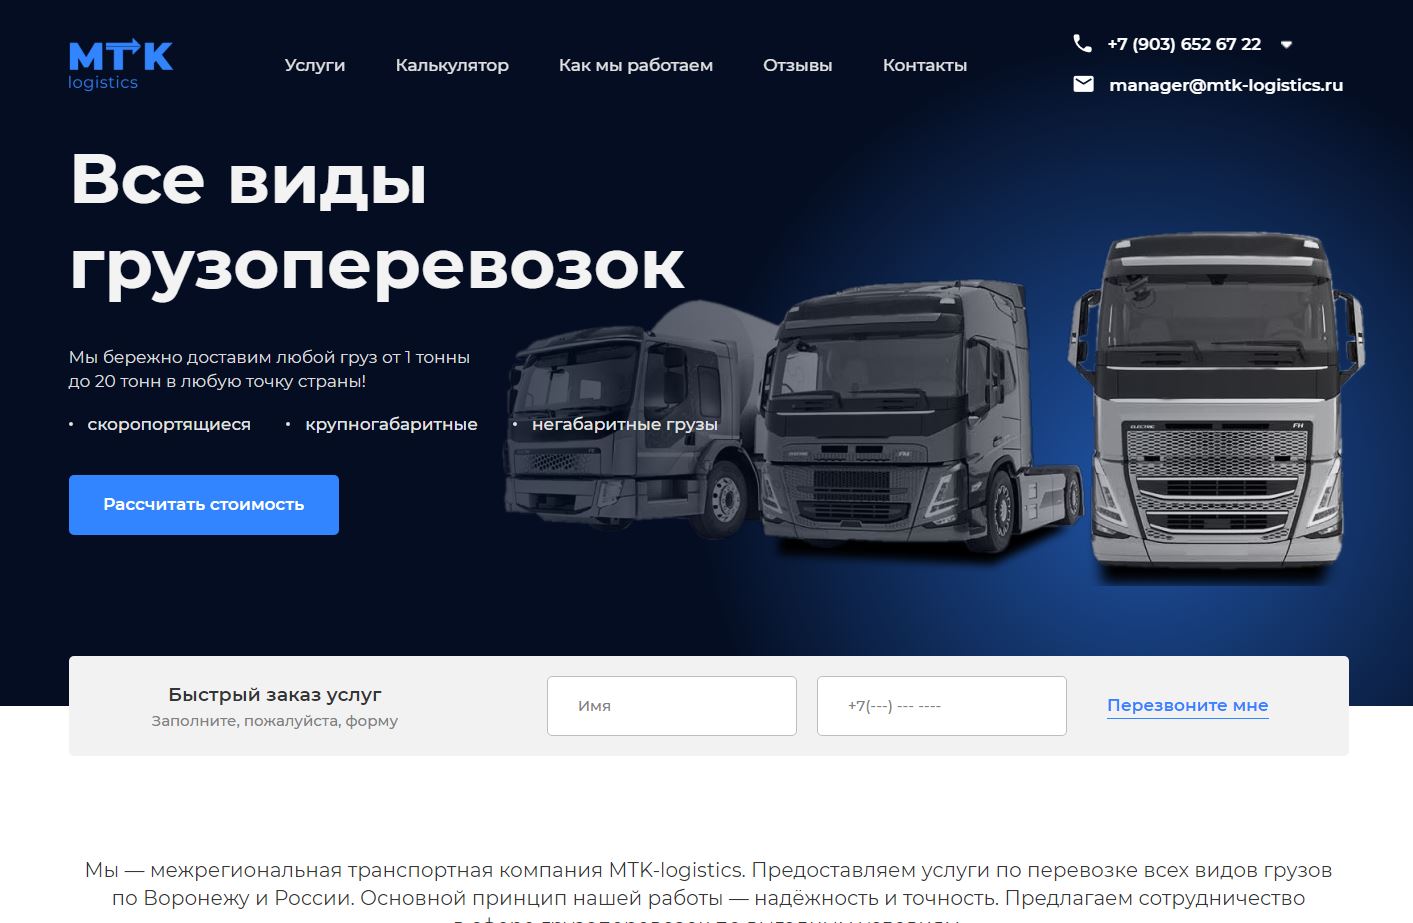 МТК
logistics
Услуги
Калькулятор
Как мы работаем
Отзывы
Контакты
+7 (903) 652 67 22
manager@mtk-logistics.ru
Все виды
грузоперевозок
Мы бережно доставим любой груз от 1 тонны
до 20 тонн в любую точку страны!
• скоропортящиеся
• крупногабаритные
• негабаритные грузы
Рассчитать стоимость
ELECTRIC
FH
Быстрый заказ услуг
Заполните, пожалуйста, форму
Имя
+7(---) --- ----
Перезвоните мне
Мы — межрегиональная транспортная компания MTK-logistics. Предоставляем услуги по перевозке всех видов грузов
по Воронежу и России. Основной принцип нашей работы — надёжность и точность. Предлагаем сотрудничество